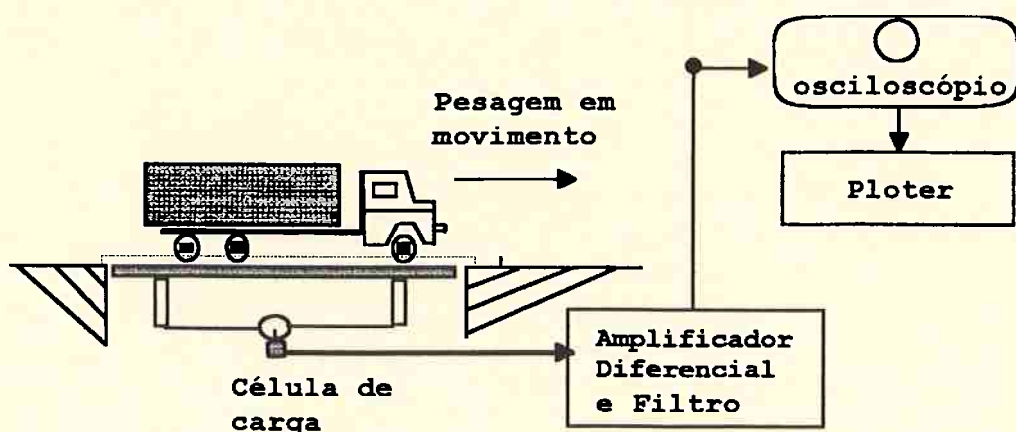 osciloscópio
Pesagem em
movimento
Ploter
Amplificador
Diferencial
e Filtro
Célula de
carga